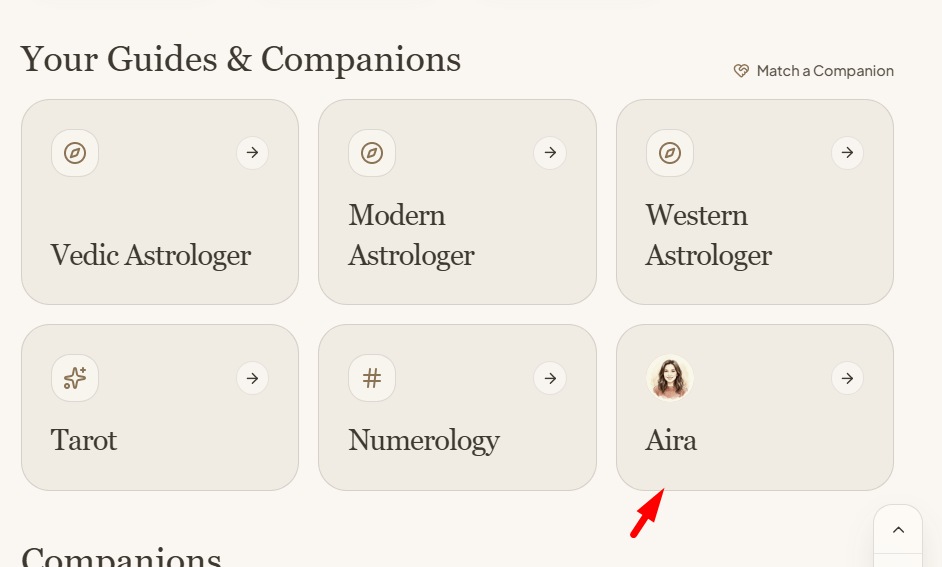 Your Guides & Companions
Match a Companion
Vedic Astrologer
Modern
Astrologer
Western
Astrologer
Tarot
Numerology
Aira
Companions